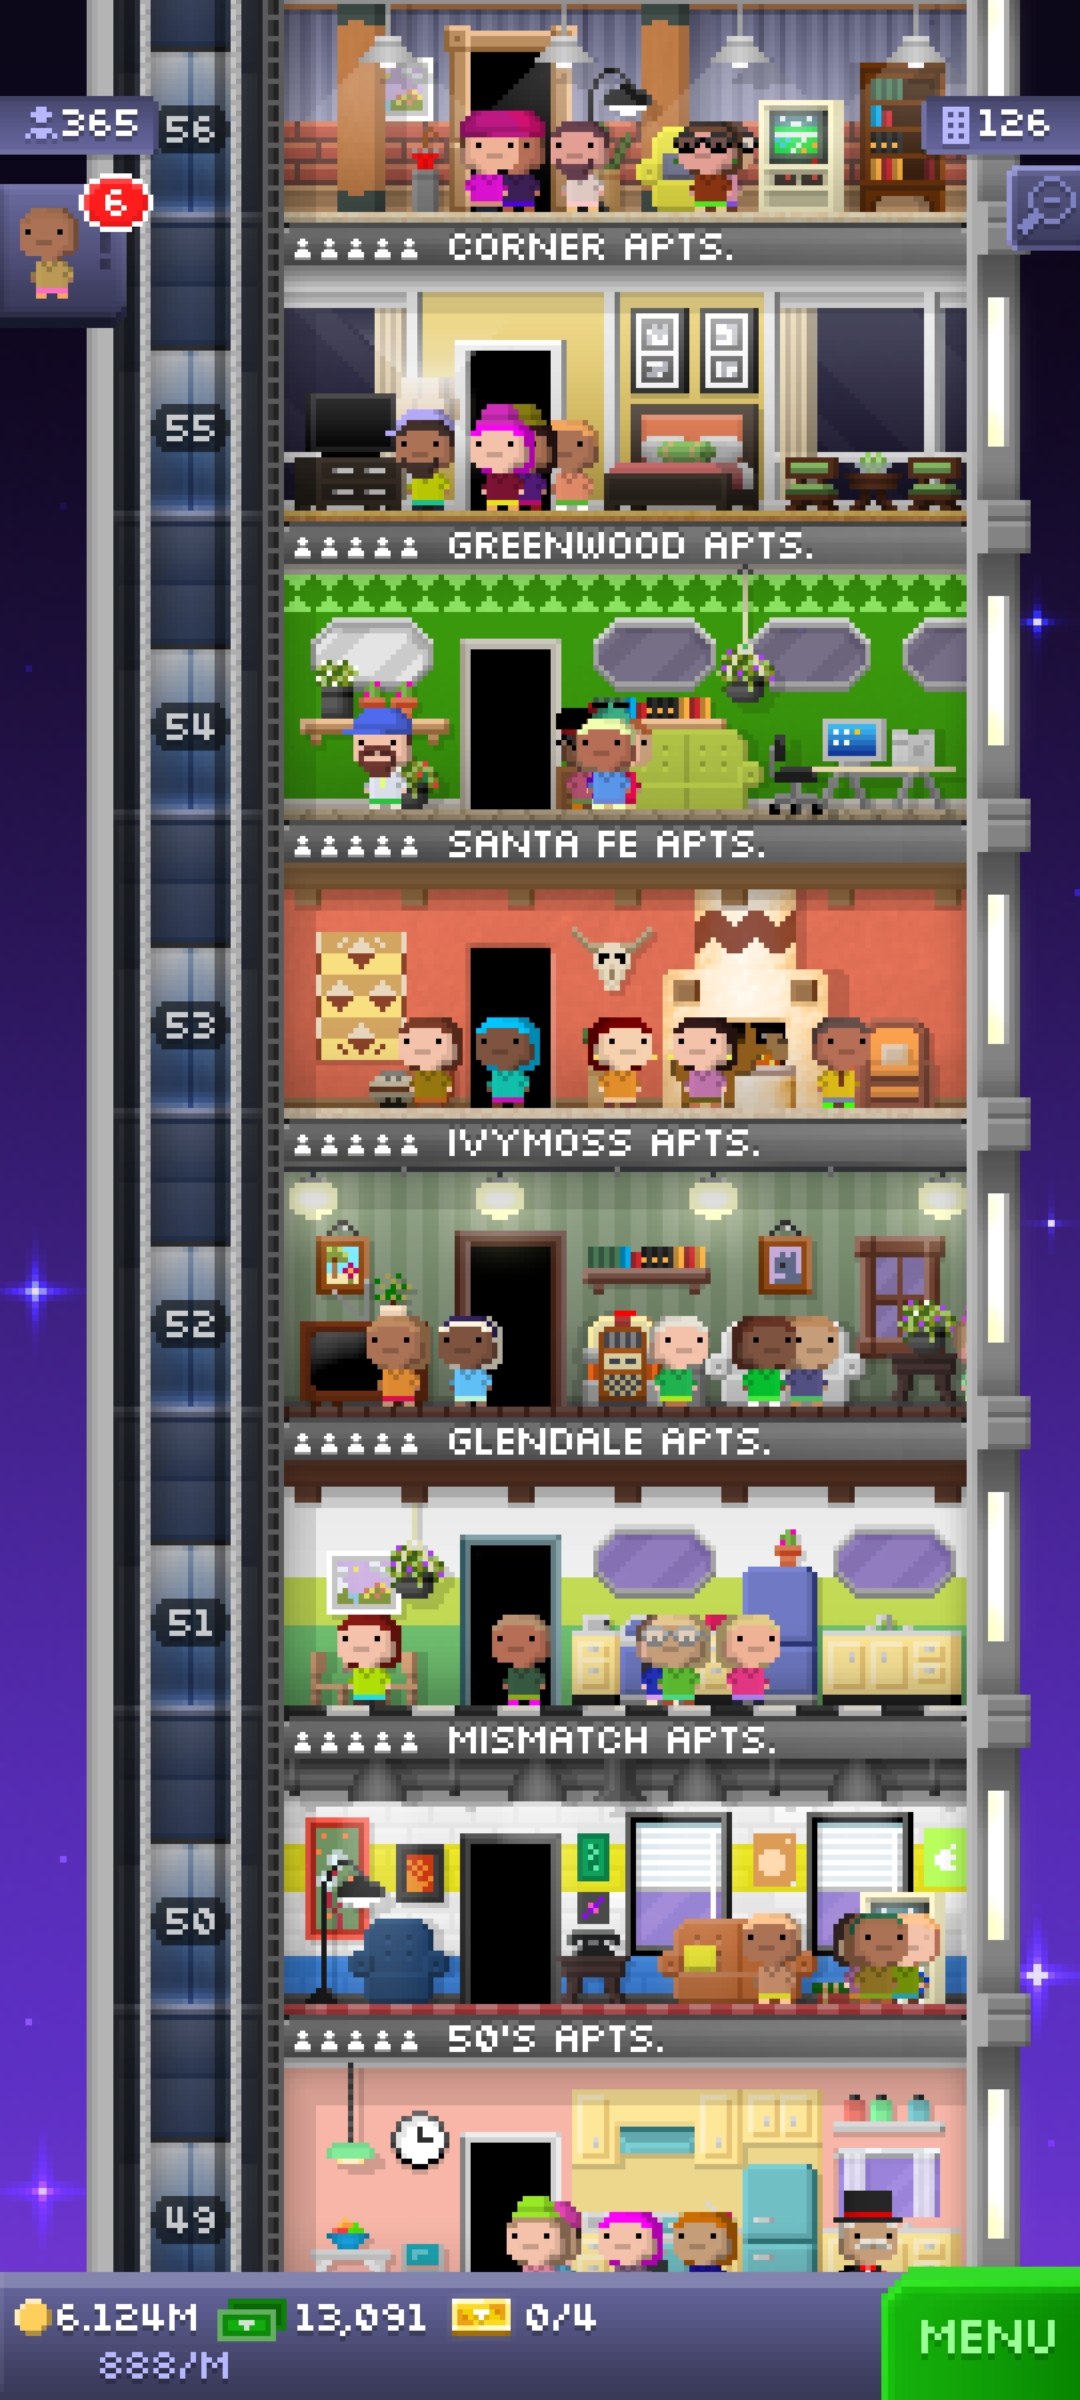 365
56
126
6
CORNER APTS.
55
GREENWOOD APTS.
54
SANTA FE APTS.
53
IVYMOSS APTS.
52
GLENDALE APTS.
51
MISMATCH APTS.
50
50'S APTS.
49
6.124M 13,091 0/4
888/M
MENU